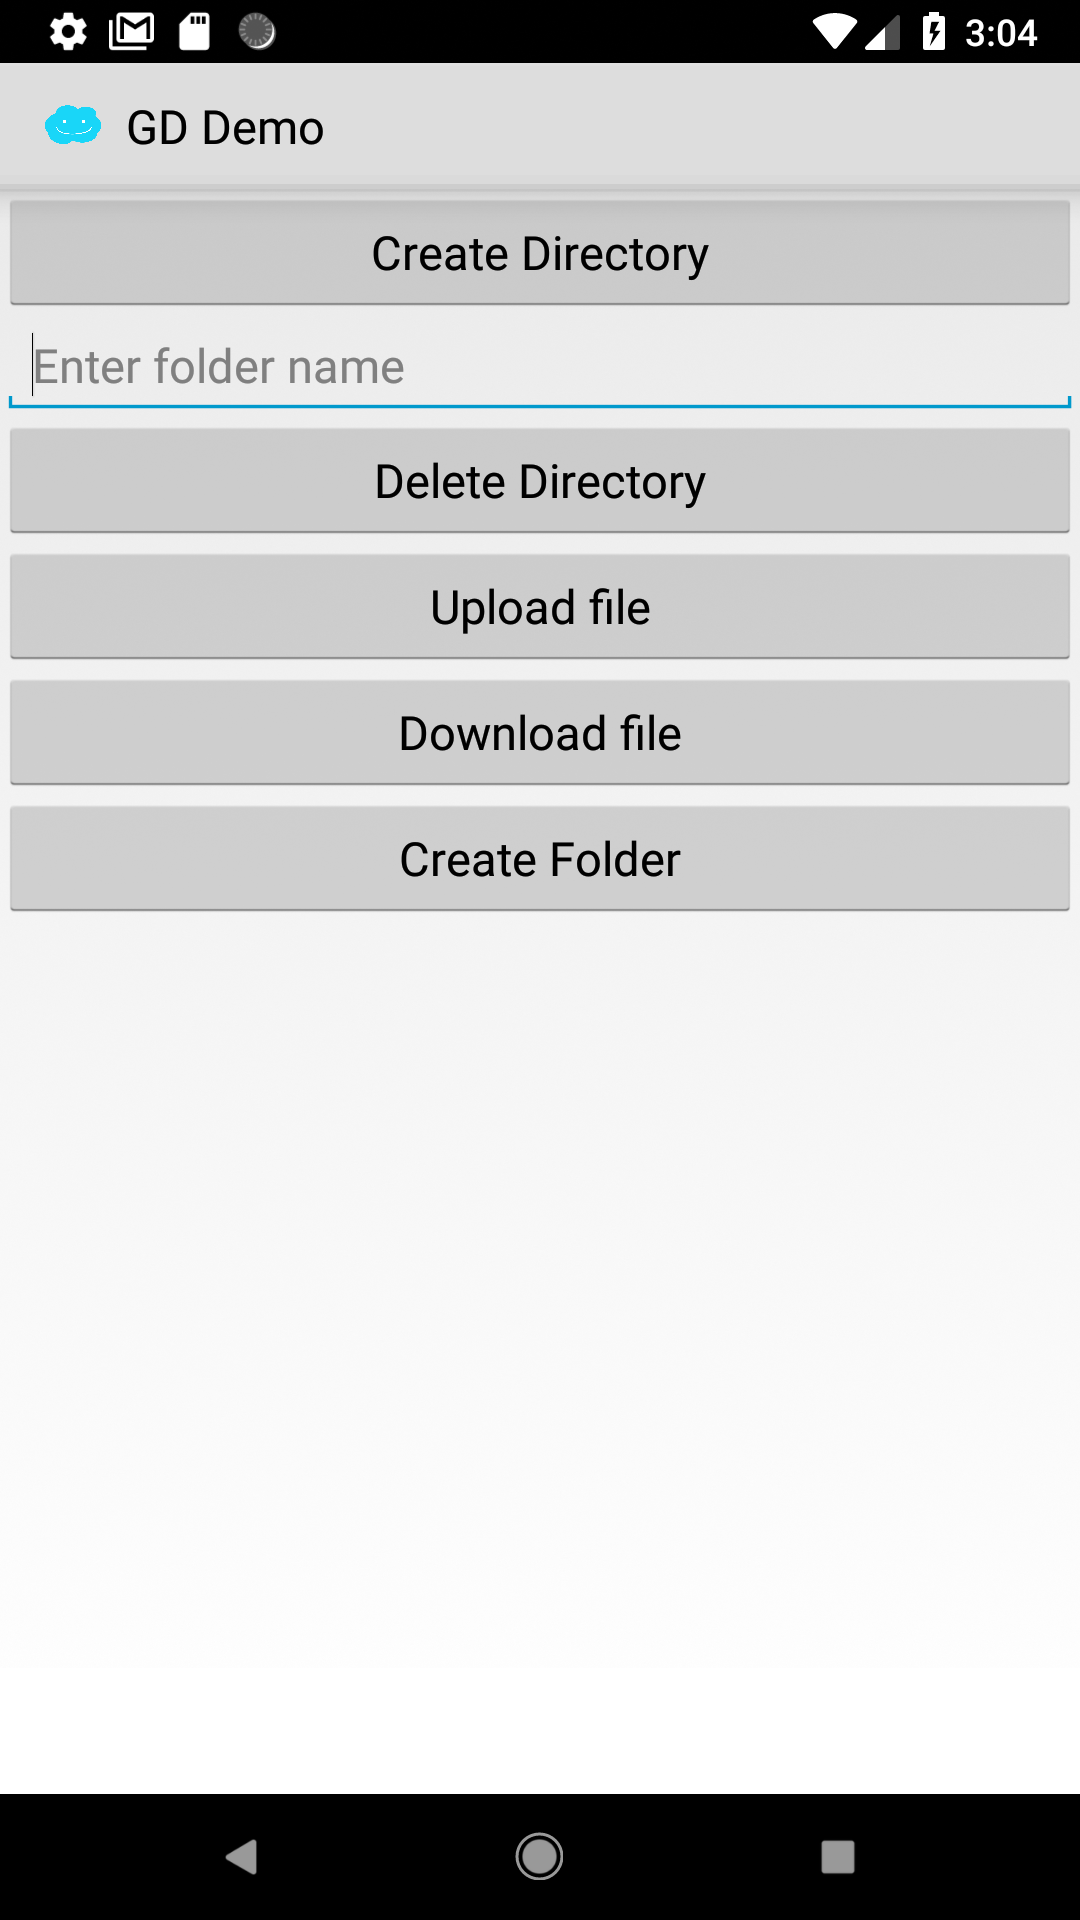 3:04
GD Demo
Create Directory
Enter folder name
Delete Directory
Upload file
Download file
Create Folder